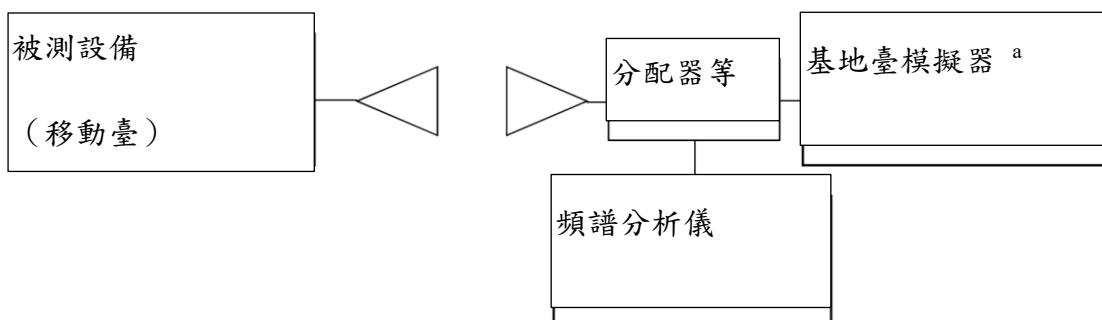 被測設備
（移動臺）
分配器等
基地臺模擬器 a
頻譜分析儀